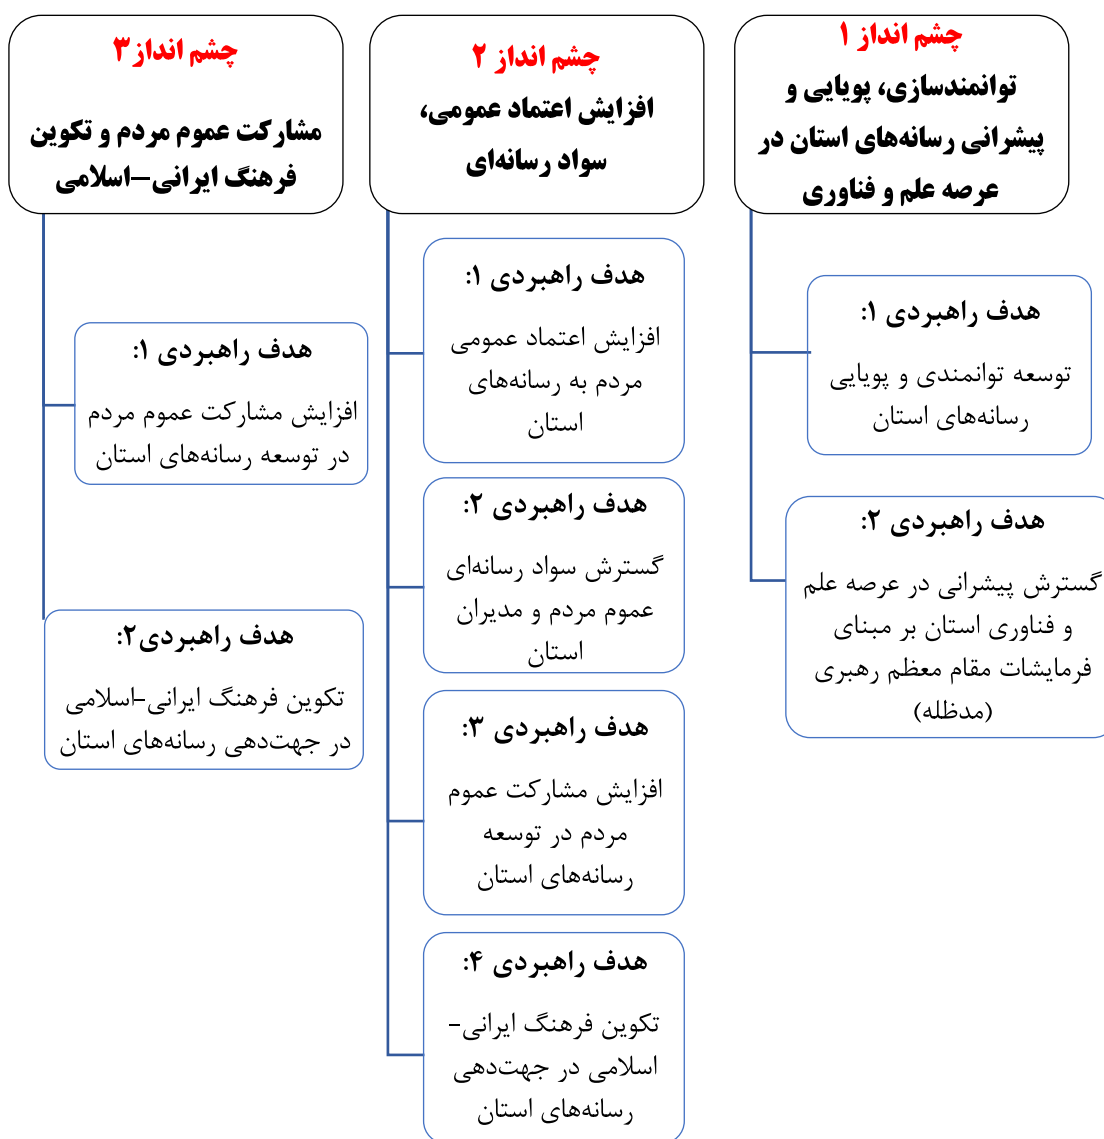 چشم انداز ۱
توانمندسازی، پویایی و
پیشرانی رسانه‌های استان در
عرصه علم و فناوری
هدف راهبردی ۱:
توسعه توانمندی و پویایی
رسانه‌های استان
هدف راهبردی ۲:
گسترش پیشرانی در عرصه علم
و فناوری استان بر مبنای
فرمایشات مقام معظم رهبری
(مدظله)
چشم انداز ۲
افزایش اعتماد عمومی،
سواد رسانه‌ای
هدف راهبردی ۱:
افزایش اعتماد عمومی
مردم به رسانه‌های
استان
هدف راهبردی ۲:
گسترش سواد رسانه‌ای
عموم مردم و مدیران
استان
هدف راهبردی ۳:
افزایش مشارکت عموم
مردم در توسعه
رسانه‌های استان
هدف راهبردی ۴:
تکوین فرهنگ ایرانی-
اسلامی در جهت‌دهی
رسانه‌های استان
چشم انداز۳
مشارکت عموم مردم و تکوین
فرهنگ ایرانی–اسلامی
هدف راهبردی ۱:
افزایش مشارکت عموم مردم
در توسعه رسانه‌های استان
هدف راهبردی۲:
تکوین فرهنگ ایرانی-اسلامی
در جهت‌دهی رسانه‌های استان